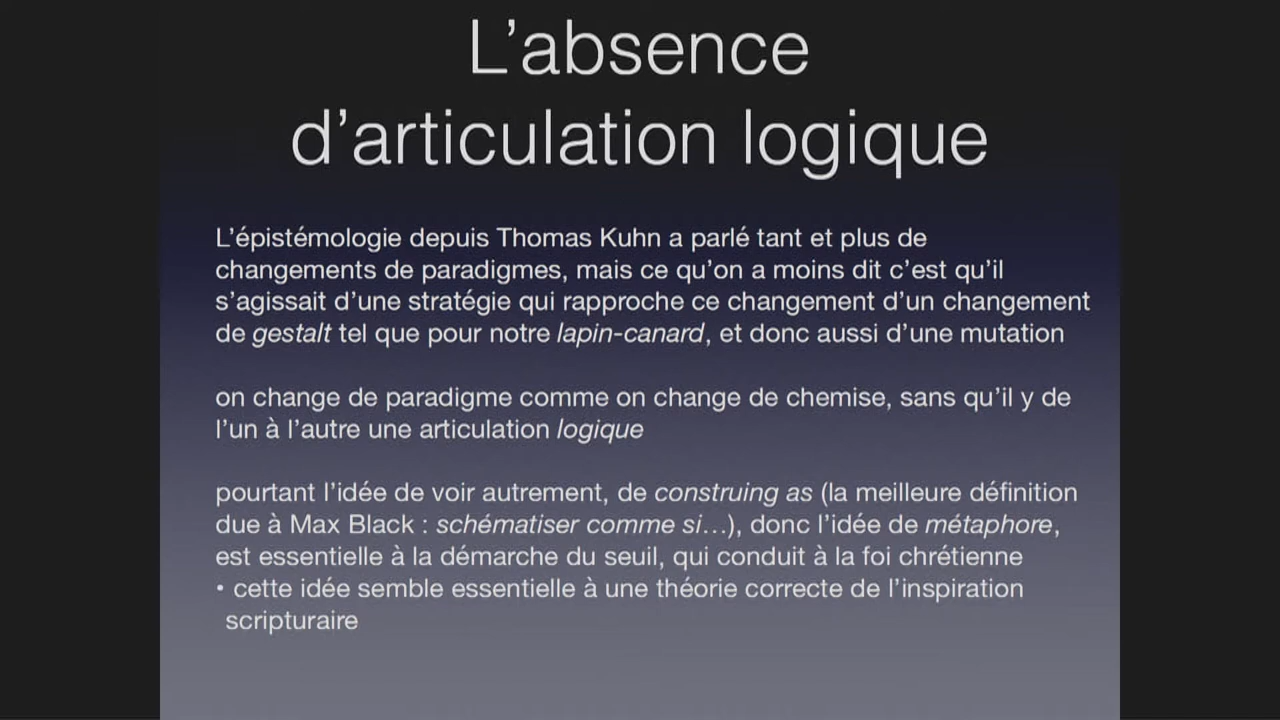 L’absence
d’articulation logique
L’épistémologie depuis Thomas Kuhn a parlé tant et plus de
changements de paradigmes, mais ce qu’on a moins dit c’est qu’il
s’agissait d’une stratégie qui rapproche ce changement d’un changement
de gestalt tel que pour notre lapin-canard, et donc aussi d’une mutation
on change de paradigme comme on change de chemise, sans qu’il y de
l’un à l’autre une articulation logique
pourtant l’idée de voir autrement, de construing as (la meilleure définition
due à Max Black : schématiser comme si…), donc l’idée de métaphore,
est essentielle à la démarche du seuil, qui conduit à la foi chrétienne
• cette idée semble essentielle à une théorie correcte de l’inspiration
scripturaire